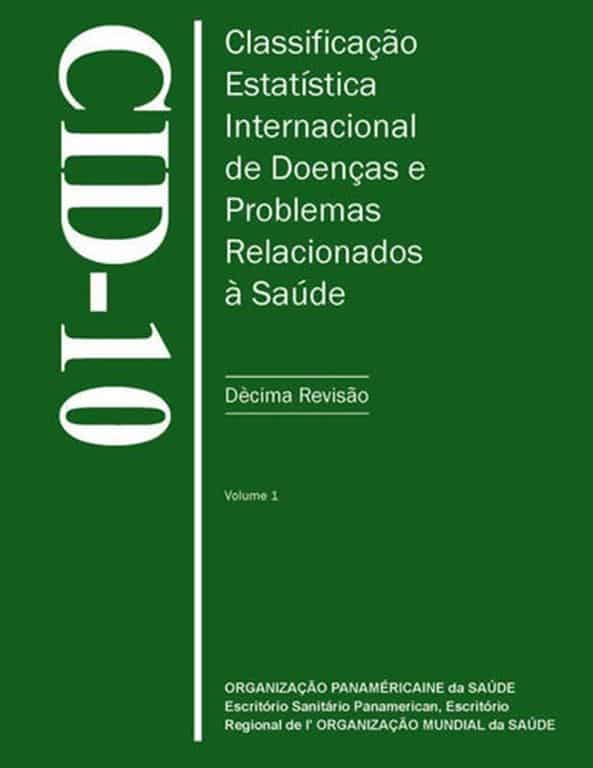 CID-10
Classificação
Estatística
Internacional
de Doenças e
Problemas
Relacionados
à Saúde
Dècima Revisão
Volume 1
ORGANIZAÇÃO PANAMÉRICAINE da SAÚDE
Escritório Sanitário Panamerican, Escritório
Regional de l' ORGANIZAÇÃO MUNDIAL da SAÚDE